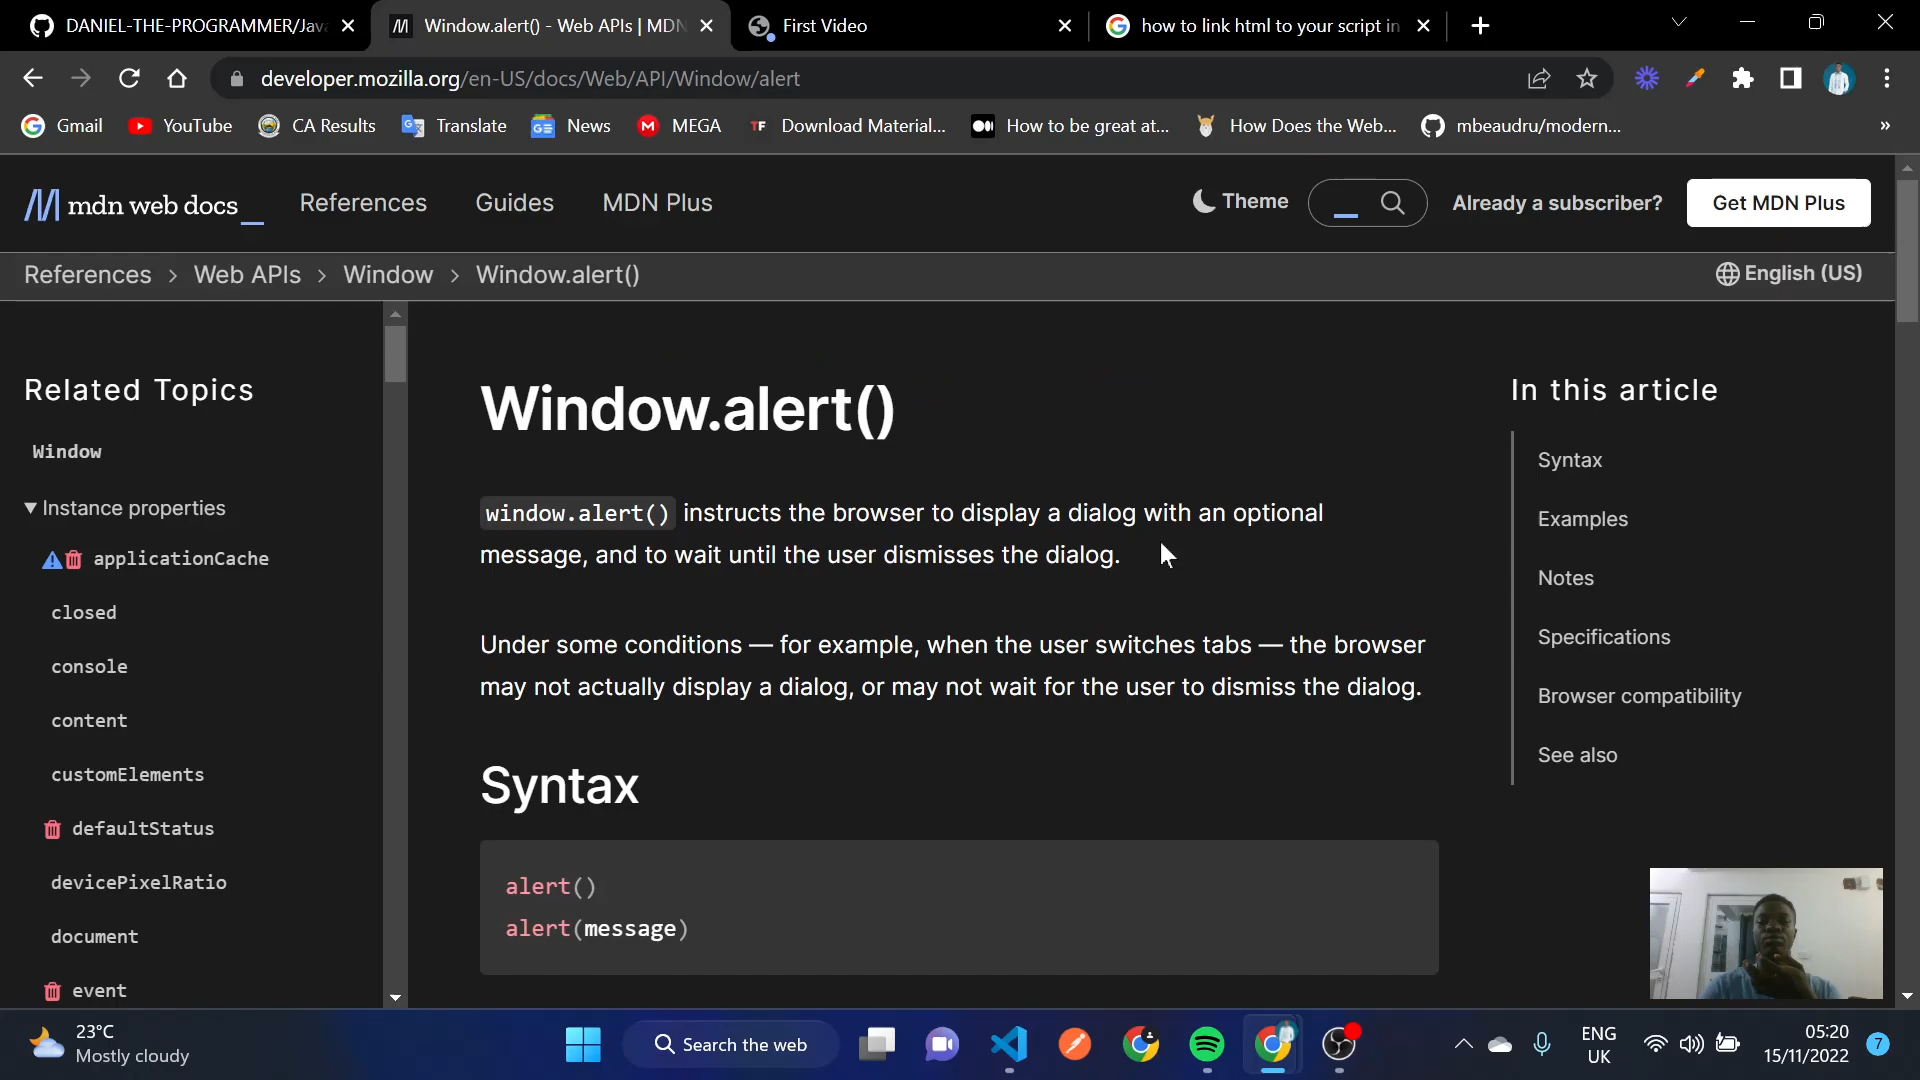 DANIEL-THE-PROGRAMMER/Jav
Window.alert() - Web APIs | MDN
First Video
how to link html to your script in
developer.mozilla.org/en-US/docs/Web/API/Window/alert
Gmail
YouTube
CA Results
Translate
News
MEGA
Download Material...
How to be great at...
How Does the Web...
mbeaudru/modern...
»
mdn web docs_
References
Guides
MDN Plus
Theme
Already a subscriber?
Get MDN Plus
References > Web APIs > Window > Window.alert()
English (US)
Related Topics
Window
Instance properties
applicationCache
closed
console
content
customElements
defaultStatus
devicePixelRatio
document
event
Window.alert()
window.alert() instructs the browser to display a dialog with an optional
message, and to wait until the user dismisses the dialog.
Under some conditions — for example, when the user switches tabs — the browser
may not actually display a dialog, or may not wait for the user to dismiss the dialog.
Syntax
alert()
alert(message)
In this article
Syntax
Examples
Notes
Specifications
Browser compatibility
See also
23°C
Mostly cloudy
Search the web
ENG
UK
05:20
15/11/2022
7